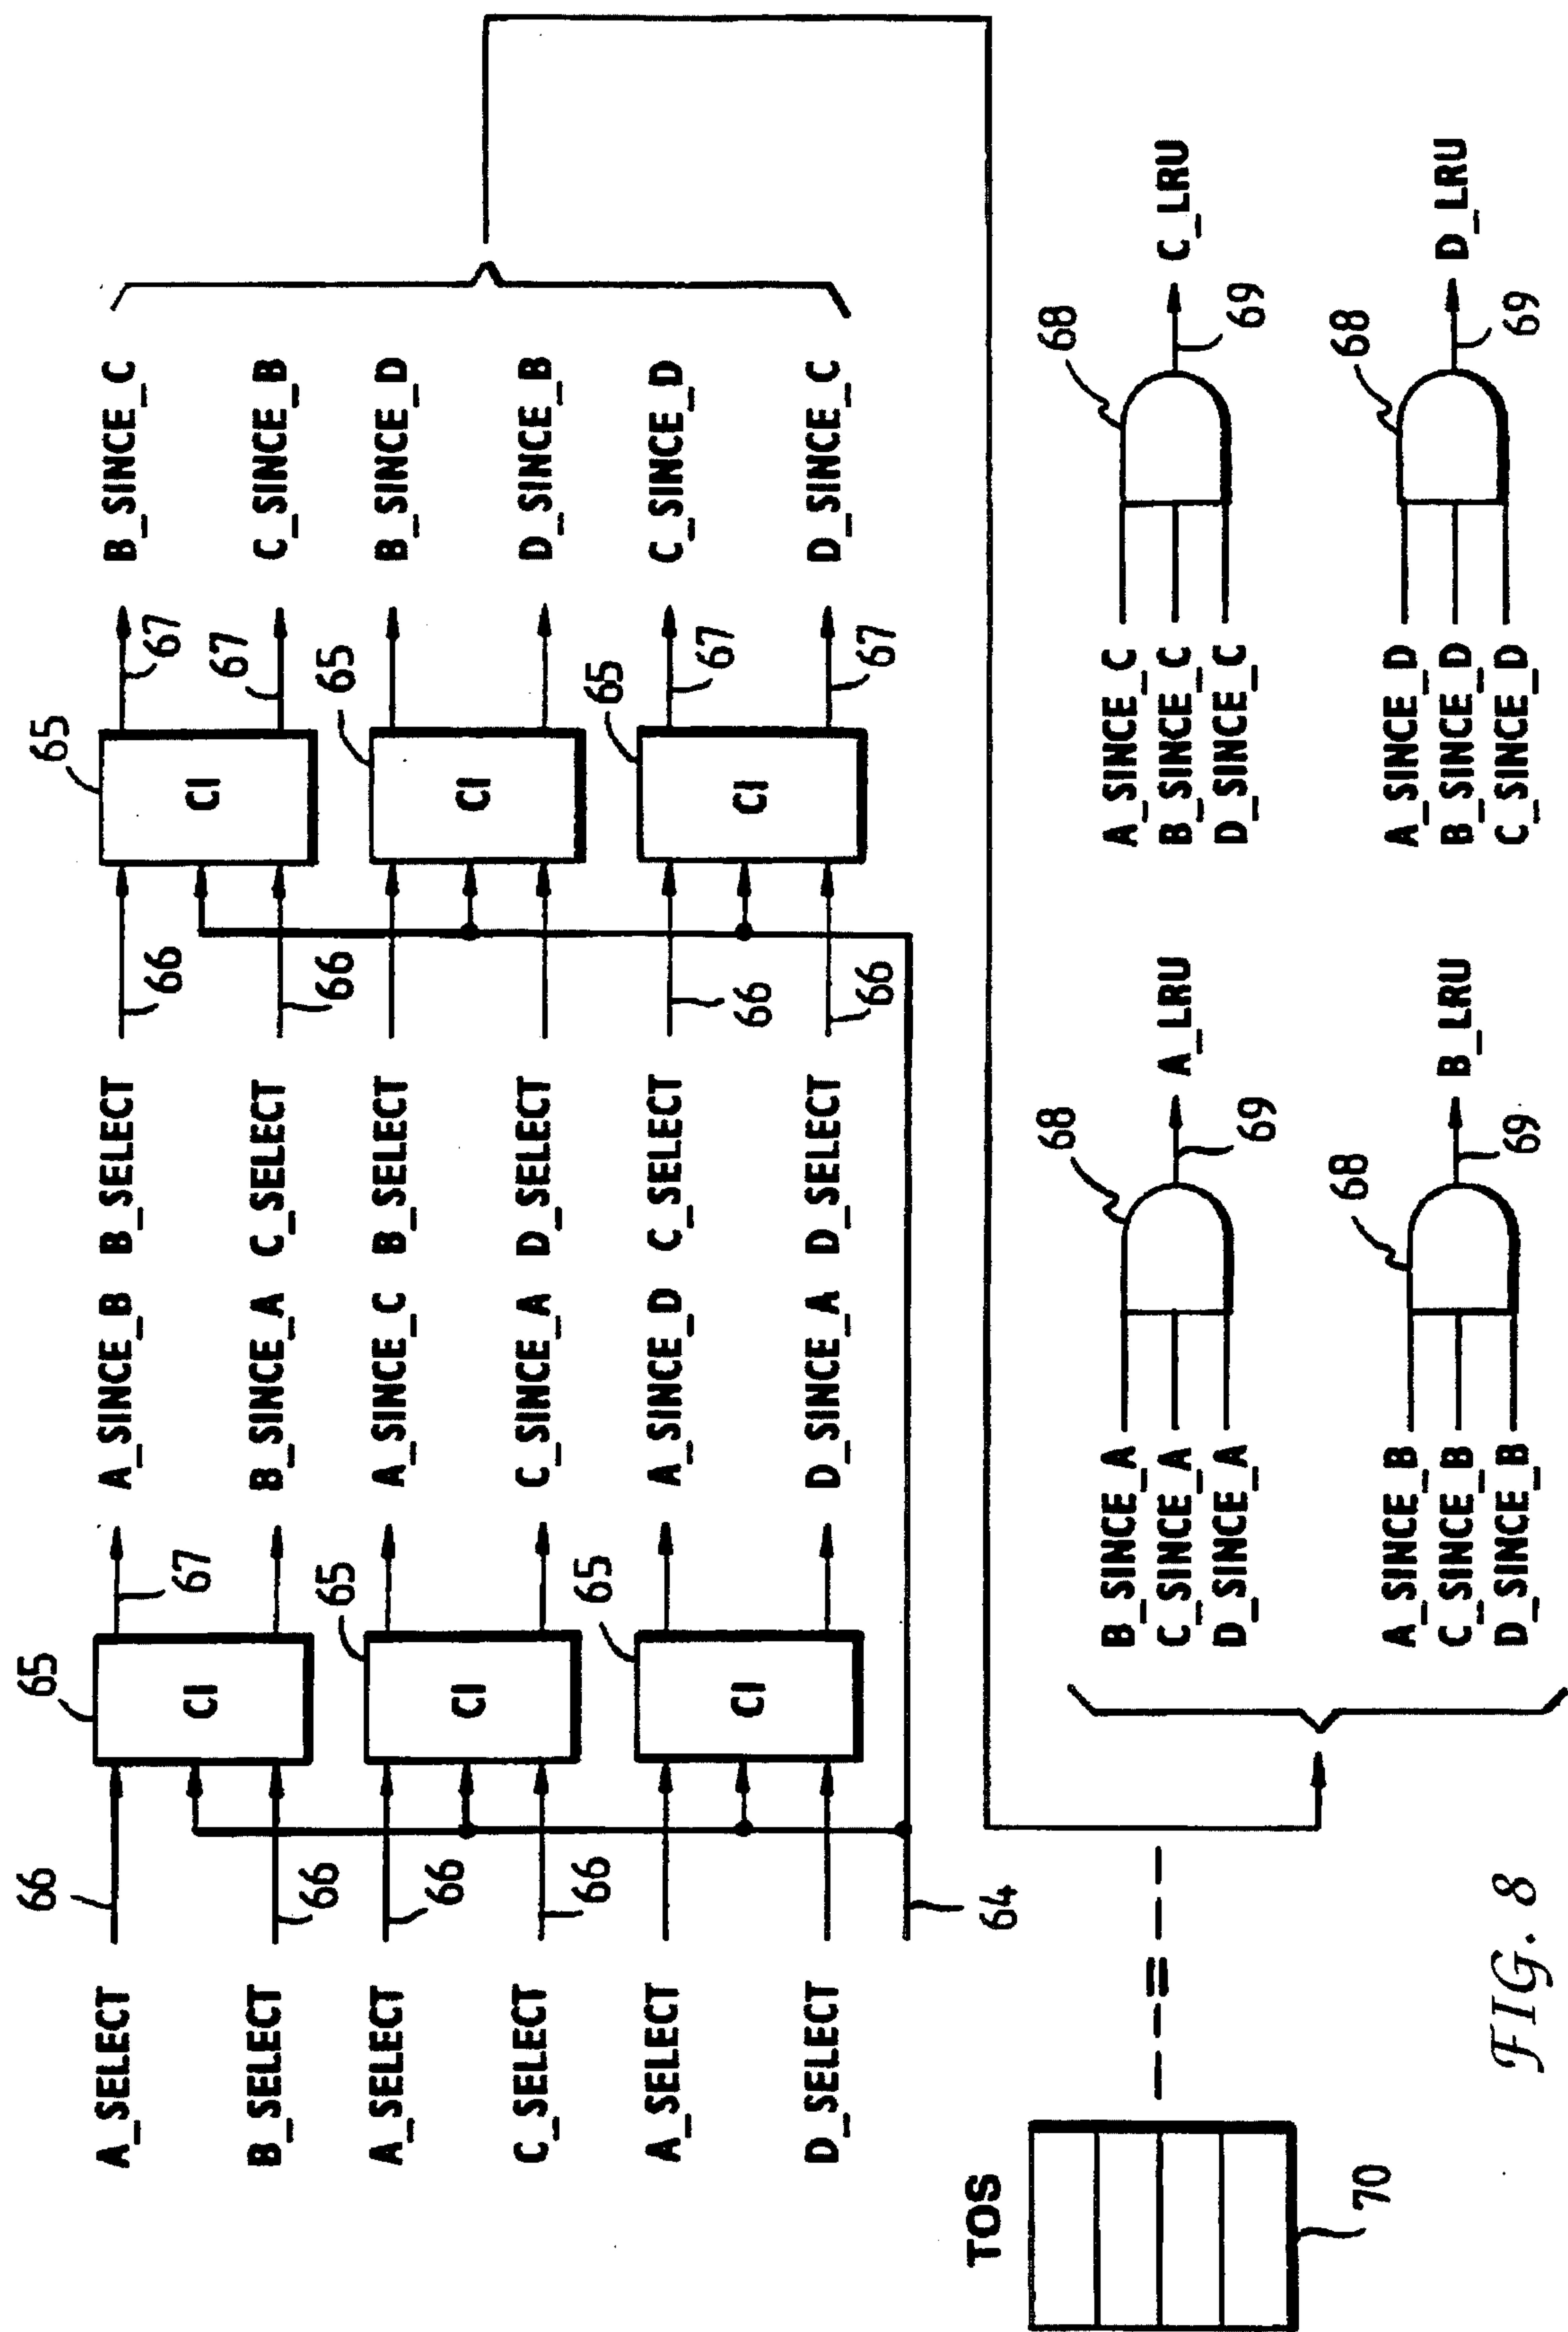 65
65
66
67
A_SELECT
CI
A_SINCE_B
B_SELECT
66
CI
67
B_SINCE_C
B_SELECT
66
B_SINCE_A
C_SELECT
66
67
C_SINCE_B
65
65
A_SELECT
66
CI
A_SINCE_C
B_SELECT
CI
B_SINCE_D
C_SELECT
66
C_SINCE_A
D_SELECT
D_SINCE_B
65
65
A_SELECT
CI
A_SINCE_D
C_SELECT
66
CI
67
C_SINCE_D
D_SELECT
D_SINCE_A
D_SELECT
66
67
D_SINCE_C
64
TOS
70
=
B_SINCE_A
C_SINCE_A
D_SINCE_A
68
69
A_LRU
A_SINCE_C
B_SINCE_C
D_SINCE_C
68
69
C_LRU
A_SINCE_B
C_SINCE_B
D_SINCE_B
68
69
B_LRU
A_SINCE_D
B_SINCE_D
C_SINCE_D
68
69
D_LRU
FIG. 8